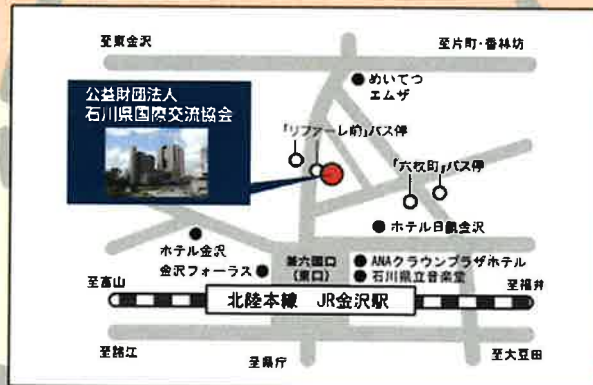 至東金沢
至片町・香林坊
めいてつ
エムザ
公益財団法人
石川県国際交流協会
「リファーレ前」バス停
「六枚町」バス停
ホテル日航金沢
ホテル金沢
金沢フォーラス
兼六園口
(東口)
ANAクラウンプラザホテル
石川県立音楽堂
至富山
至福井
北陸本線 JR金沢駅
至諸江
至県庁
至大豆田